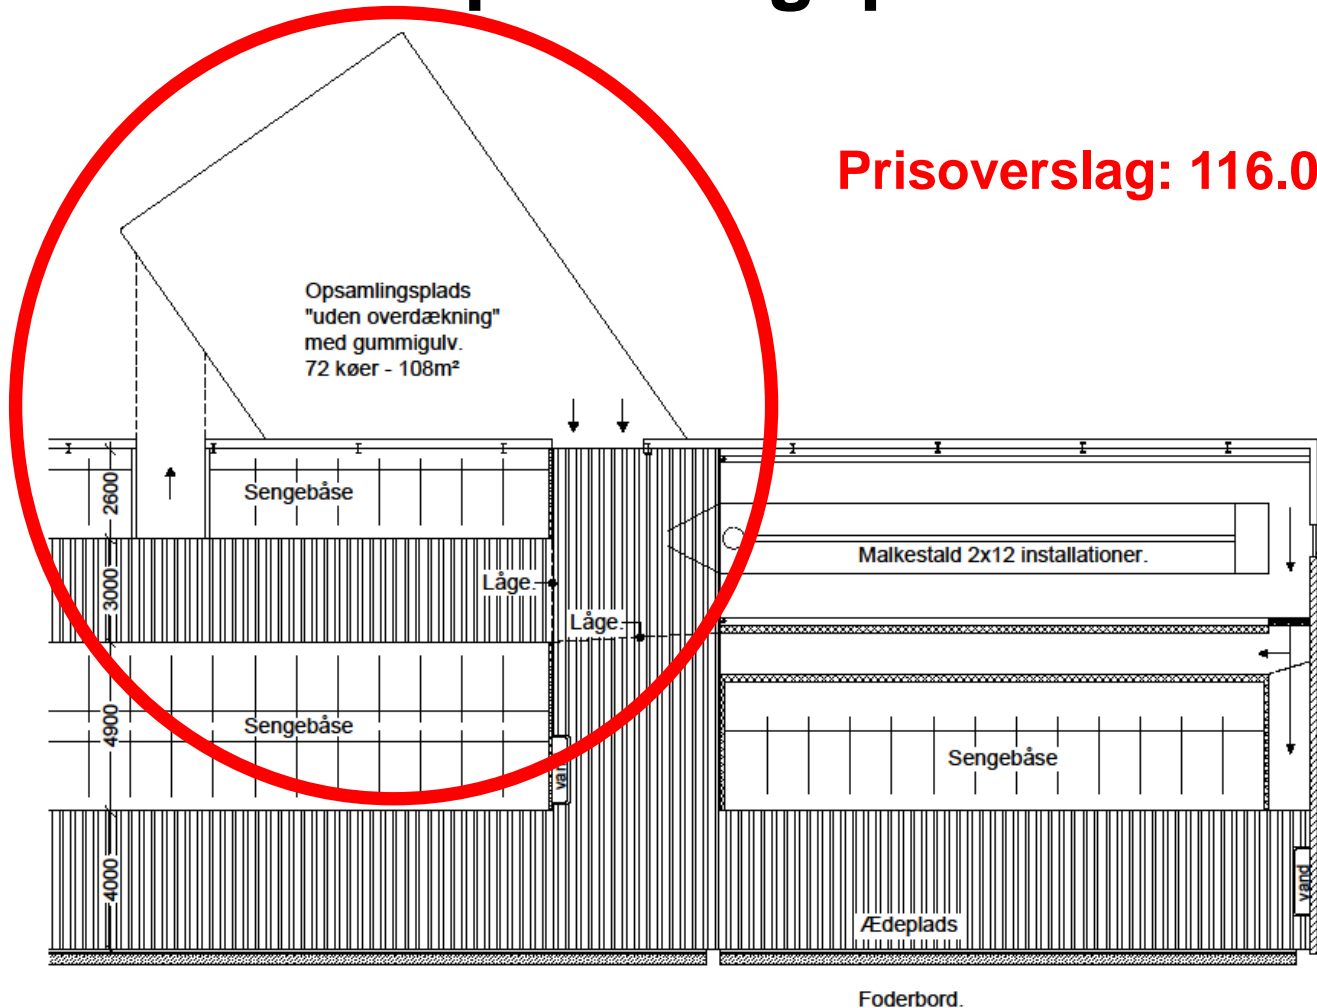 Prisoverslag: 116.0
Opsamlingsplads
"uden overdækning"
med gummigulv.
72 køer - 108m²
2600
Sengebåse
3000
Låge.
Låge.
Malkestald 2x12 installationer.
4900
Sengebåse
vand
Sengebåse
4000
vand
Ædeplads
Foderbord.